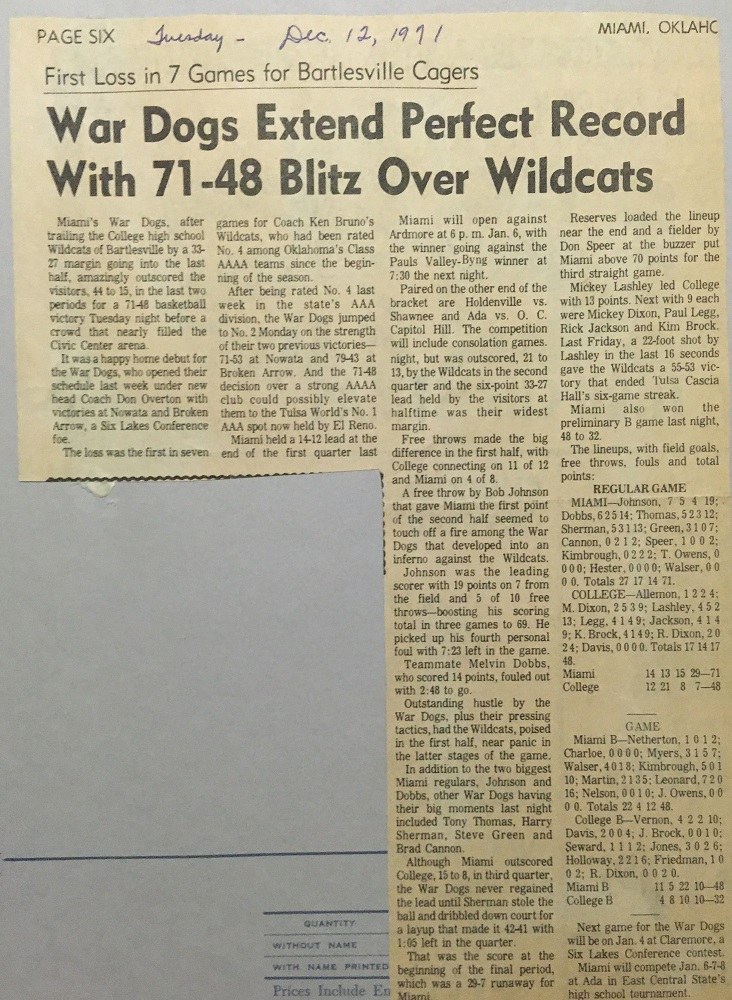 PAGE SIX
Tuesday - Dec. 12, 1971
MIAMI, OKLAHC
First Loss in 7 Games for Bartlesville Cagers
War Dogs Extend Perfect Record
With 71-48 Blitz Over Wildcats
Miami's War Dogs, after
trailing the College high school
Wildcats of Bartlesville by a 33-
27 margin going into the last
half, amazingly outscored the
visitors, 44 to 15, in the last two
periods for a 71-48 basketball
victory Tuesday night before a
crowd that nearly filled the
Civic Center arena.
It was a happy home debut for
the War Dogs, who opened their
schedule last week under new
head Coach Don Overton with
victories at Nowata and Broken
Arrow, a Six Lakes Conference
foe.
The loss was the first in seven
games for Coach Ken Bruno's
Wildcats, who had been rated
No. 4 among Oklahoma's Class
AAAA teams since the begin-
ning of the season.
After being rated No. 4 last
week in the state's AAA
division, the War Dogs jumped
to No. 2 Monday on the strength
of their two previous victories—
71-53 at Nowata and 79-43 at
Broken Arrow. And the 71-48
decision over a strong AAAA
club could possibly elevate
them to the Tulsa World's No. 1
AAA spot now held by El Reno.
Miami held a 14-12 lead at the
end of the first quarter last
Miami will open against
Ardmore at 6 p. m. Jan. 6, with
the winner going against the
Pauls Valley-Byng winner at
7:30 the next night.
Paired on the other end of the
bracket are Holdenville vs.
Shawnee and Ada vs. O. C.
Capitol Hill. The competition
will include consolation games.
night, but was outscored, 21 to
13, by the Wildcats in the second
quarter and the six-point 33-27
lead held by the visitors at
halftime was their widest
margin.
Free throws made the big
difference in the first half, with
College connecting on 11 of 12
and Miami on 4 of 8.
A free throw by Bob Johnson
that gave Miami the first point
of the second half seemed to
touch off a fire among the War
Dogs that developed into an
inferno against the Wildcats.
Johnson was the leading
scorer with 19 points on 7 from
the field and 5 of 10 free
throws—boosting his scoring
total in three games to 69. He
picked up his fourth personal
foul with 7:23 left in the game.
Teammate Melvin Dobbs,
who scored 14 points, fouled out
with 2:48 to go.
Outstanding hustle by the
War Dogs, plus their pressing
tactics, had the Wildcats, poised
in the first half, near panic in
the latter stages of the game.
In addition to the two biggest
Miami regulars, Johnson and
Dobbs, other War Dogs having
their big moments last night
included Tony Thomas, Harry
Sherman, Steve Green and
Brad Cannon.
Although Miami outscored
College, 15 to 8, in third quarter,
the War Dogs never regained
the lead until Sherman stole the
ball and dribbled down court for
a layup that made it 42-41 with
1:05 left in the quarter.
That was the score at the
beginning of the final period,
which was a 29-7 runaway for
Miami.
Reserves loaded the lineup
near the end and a fielder by
Don Speer at the buzzer put
Miami above 70 points for the
third straight game.
Mickey Lashley led College
with 13 points. Next with 9 each
were Mickey Dixon, Paul Legg,
Rick Jackson and Kim Brock.
Last Friday, a 22-foot shot by
Lashley in the last 16 seconds
gave the Wildcats a 55-53 vic-
tory that ended Tulsa Cascia
Hall's six-game streak.
Miami also won the
preliminary B game last night,
48 to 32.
The lineups, with field goals,
free throws, fouls and total
points:
REGULAR GAME
MIAMI—Johnson, 7 5 4 19;
Dobbs, 6 2 5 14; Thomas, 5 2 3 12;
Sherman, 5 3 1 13; Green, 3 1 0 7;
Cannon, 0 2 1 2; Speer, 1 0 0 2;
Kimbrough, 0 2 2 2; T. Owens, 0
0 0 0; Hester, 0 0 0 0; Walser, 0 0
0 0. Totals 27 17 14 71.
COLLEGE—Allemon, 1 2 2 4;
M. Dixon, 2 5 3 9; Lashley, 4 5 2
13; Legg, 4 1 4 9; Jackson, 4 1 4
9; K. Brock, 4 1 4 9; R. Dixon, 2 0
2 4; Davis, 0 0 0 0. Totals 17 14 17
48.
Miami 14 13 15 29—71
College 12 21 8 7—48
GAME
Miami B—Netherton, 1 0 1 2;
Charloe, 0 0 0 0; Myers, 3 1 5 7;
Walser, 4 0 1 8; Kimbrough, 5 0 1
10; Martin, 2 1 3 5; Leonard, 7 2 0
16; Nelson, 0 0 1 0; J. Owens, 0 0
0 0. Totals 22 4 12 48.
College B—Vernon, 4 2 2 10;
Davis, 2 0 0 4; J. Brock, 0 0 1 0;
Seward, 1 1 1 2; Jones, 3 0 2 6;
Holloway, 2 2 1 6; Friedman, 1 0
0 2; R. Dixon, 0 0 2 0.
Miami B 11 5 22 10—48
College B 4 8 10 10—32
Next game for the War Dogs
will be on Jan. 4 at Claremore, a
Six Lakes Conference contest.
Miami will compete Jan. 6-7-8
at Ada in East Central State's
high school tournament.
QUANTITY
WITHOUT NAME
WITH NAME PRINTED
Prices Include En